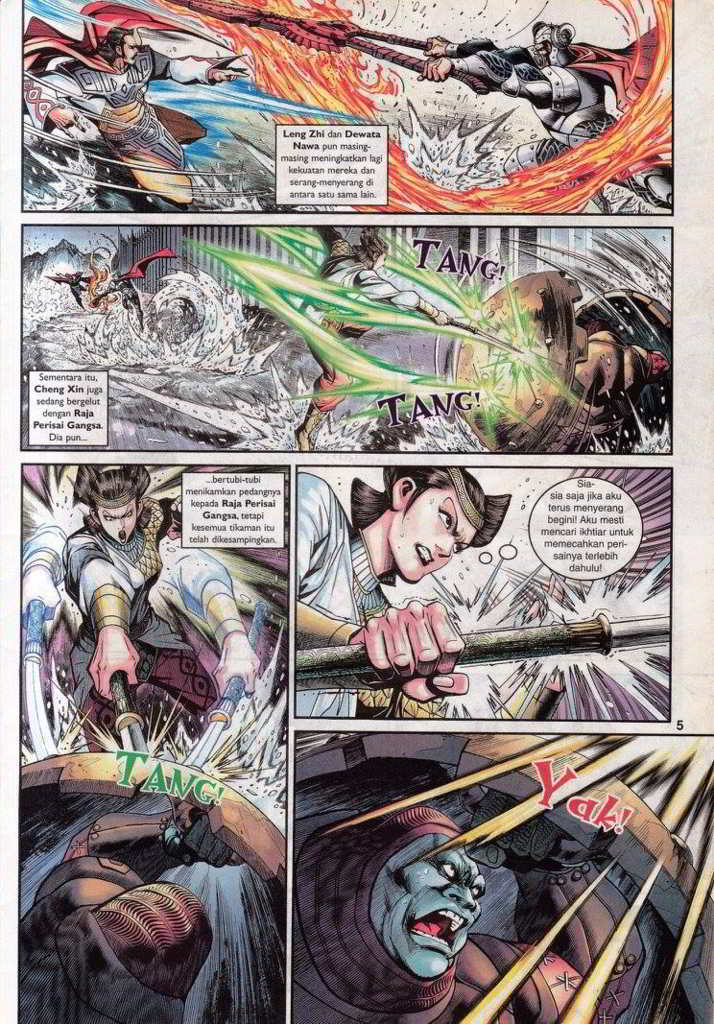 Leng Zhi dan Dewata
Nawa pun masing-
masing meningkatkan lagi
kekuatan mereka dan
serang-menyerang di
antara satu sama lain.
TANG!
TANG!
Sementara itu,
Cheng Xin juga
sedang bergelut
dengan Raja
Perisai Gangsa.
Dia pun...
...bertubi-tubi
menikamkan pedangnya
kepada Raja Perisai
Gangsa, tetapi
kesemua tikaman itu
telah dikesampingkan.
Sia-
sia saja jika aku
terus menyerang
begini! Aku mesti
mencari ikhtiar untuk
memecahkan peri-
sainya terlebih
dahulu!
5
TANG!
Yak!